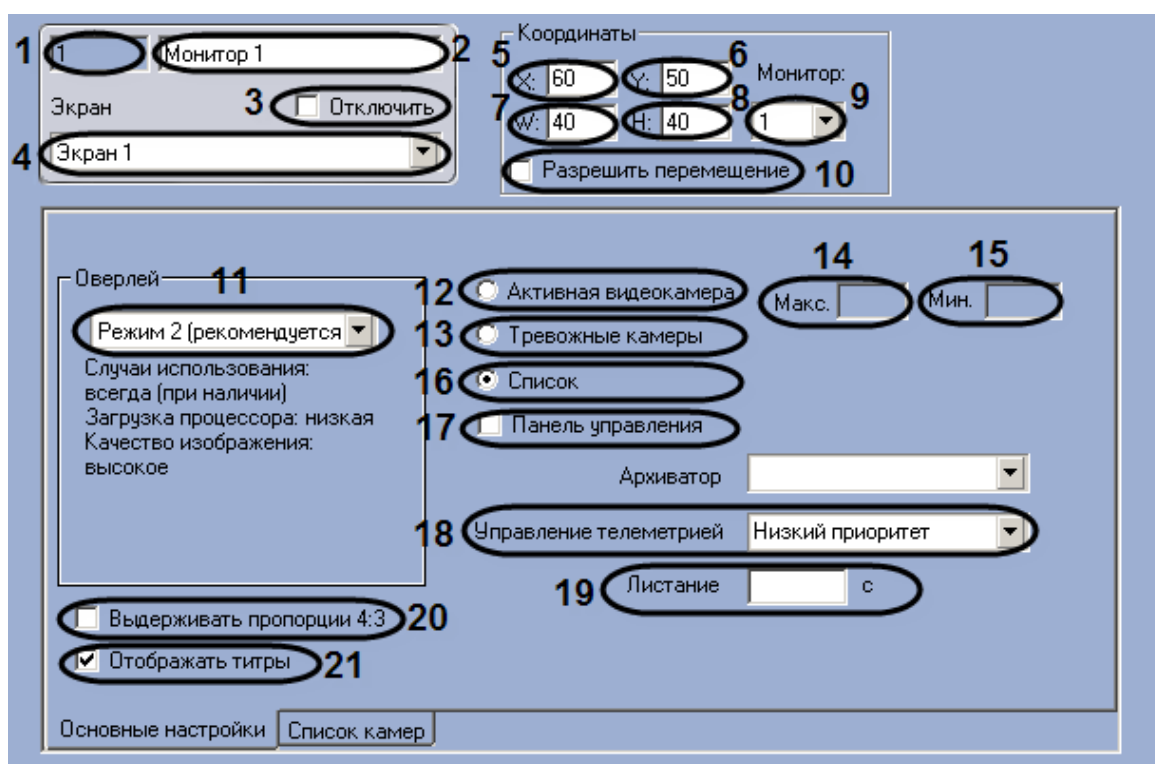 1 1 Монитор 1 2
Экран 3 Отключить
4 Экран 1
Координаты
5 X: 60 Y: 50 6 Монитор:
7 W: 40 H: 40 8 1 9
Разрешить перемещение 10
Оверлей 11
Режим 2 (рекомендуется
Случаи использования:
всегда (при наличии)
Загрузка процессора: низкая
Качество изображения:
высокое
12 Активная видеокамера Макс. 14 Мин. 15
13 Тревожные камеры
16 Список
17 Панель управления
Архиватор
18 Управление телеметрией Низкий приоритет
19 Листание с
Выдерживать пропорции 4:3 20
Отображать титры 21
Основные настройки Список камер